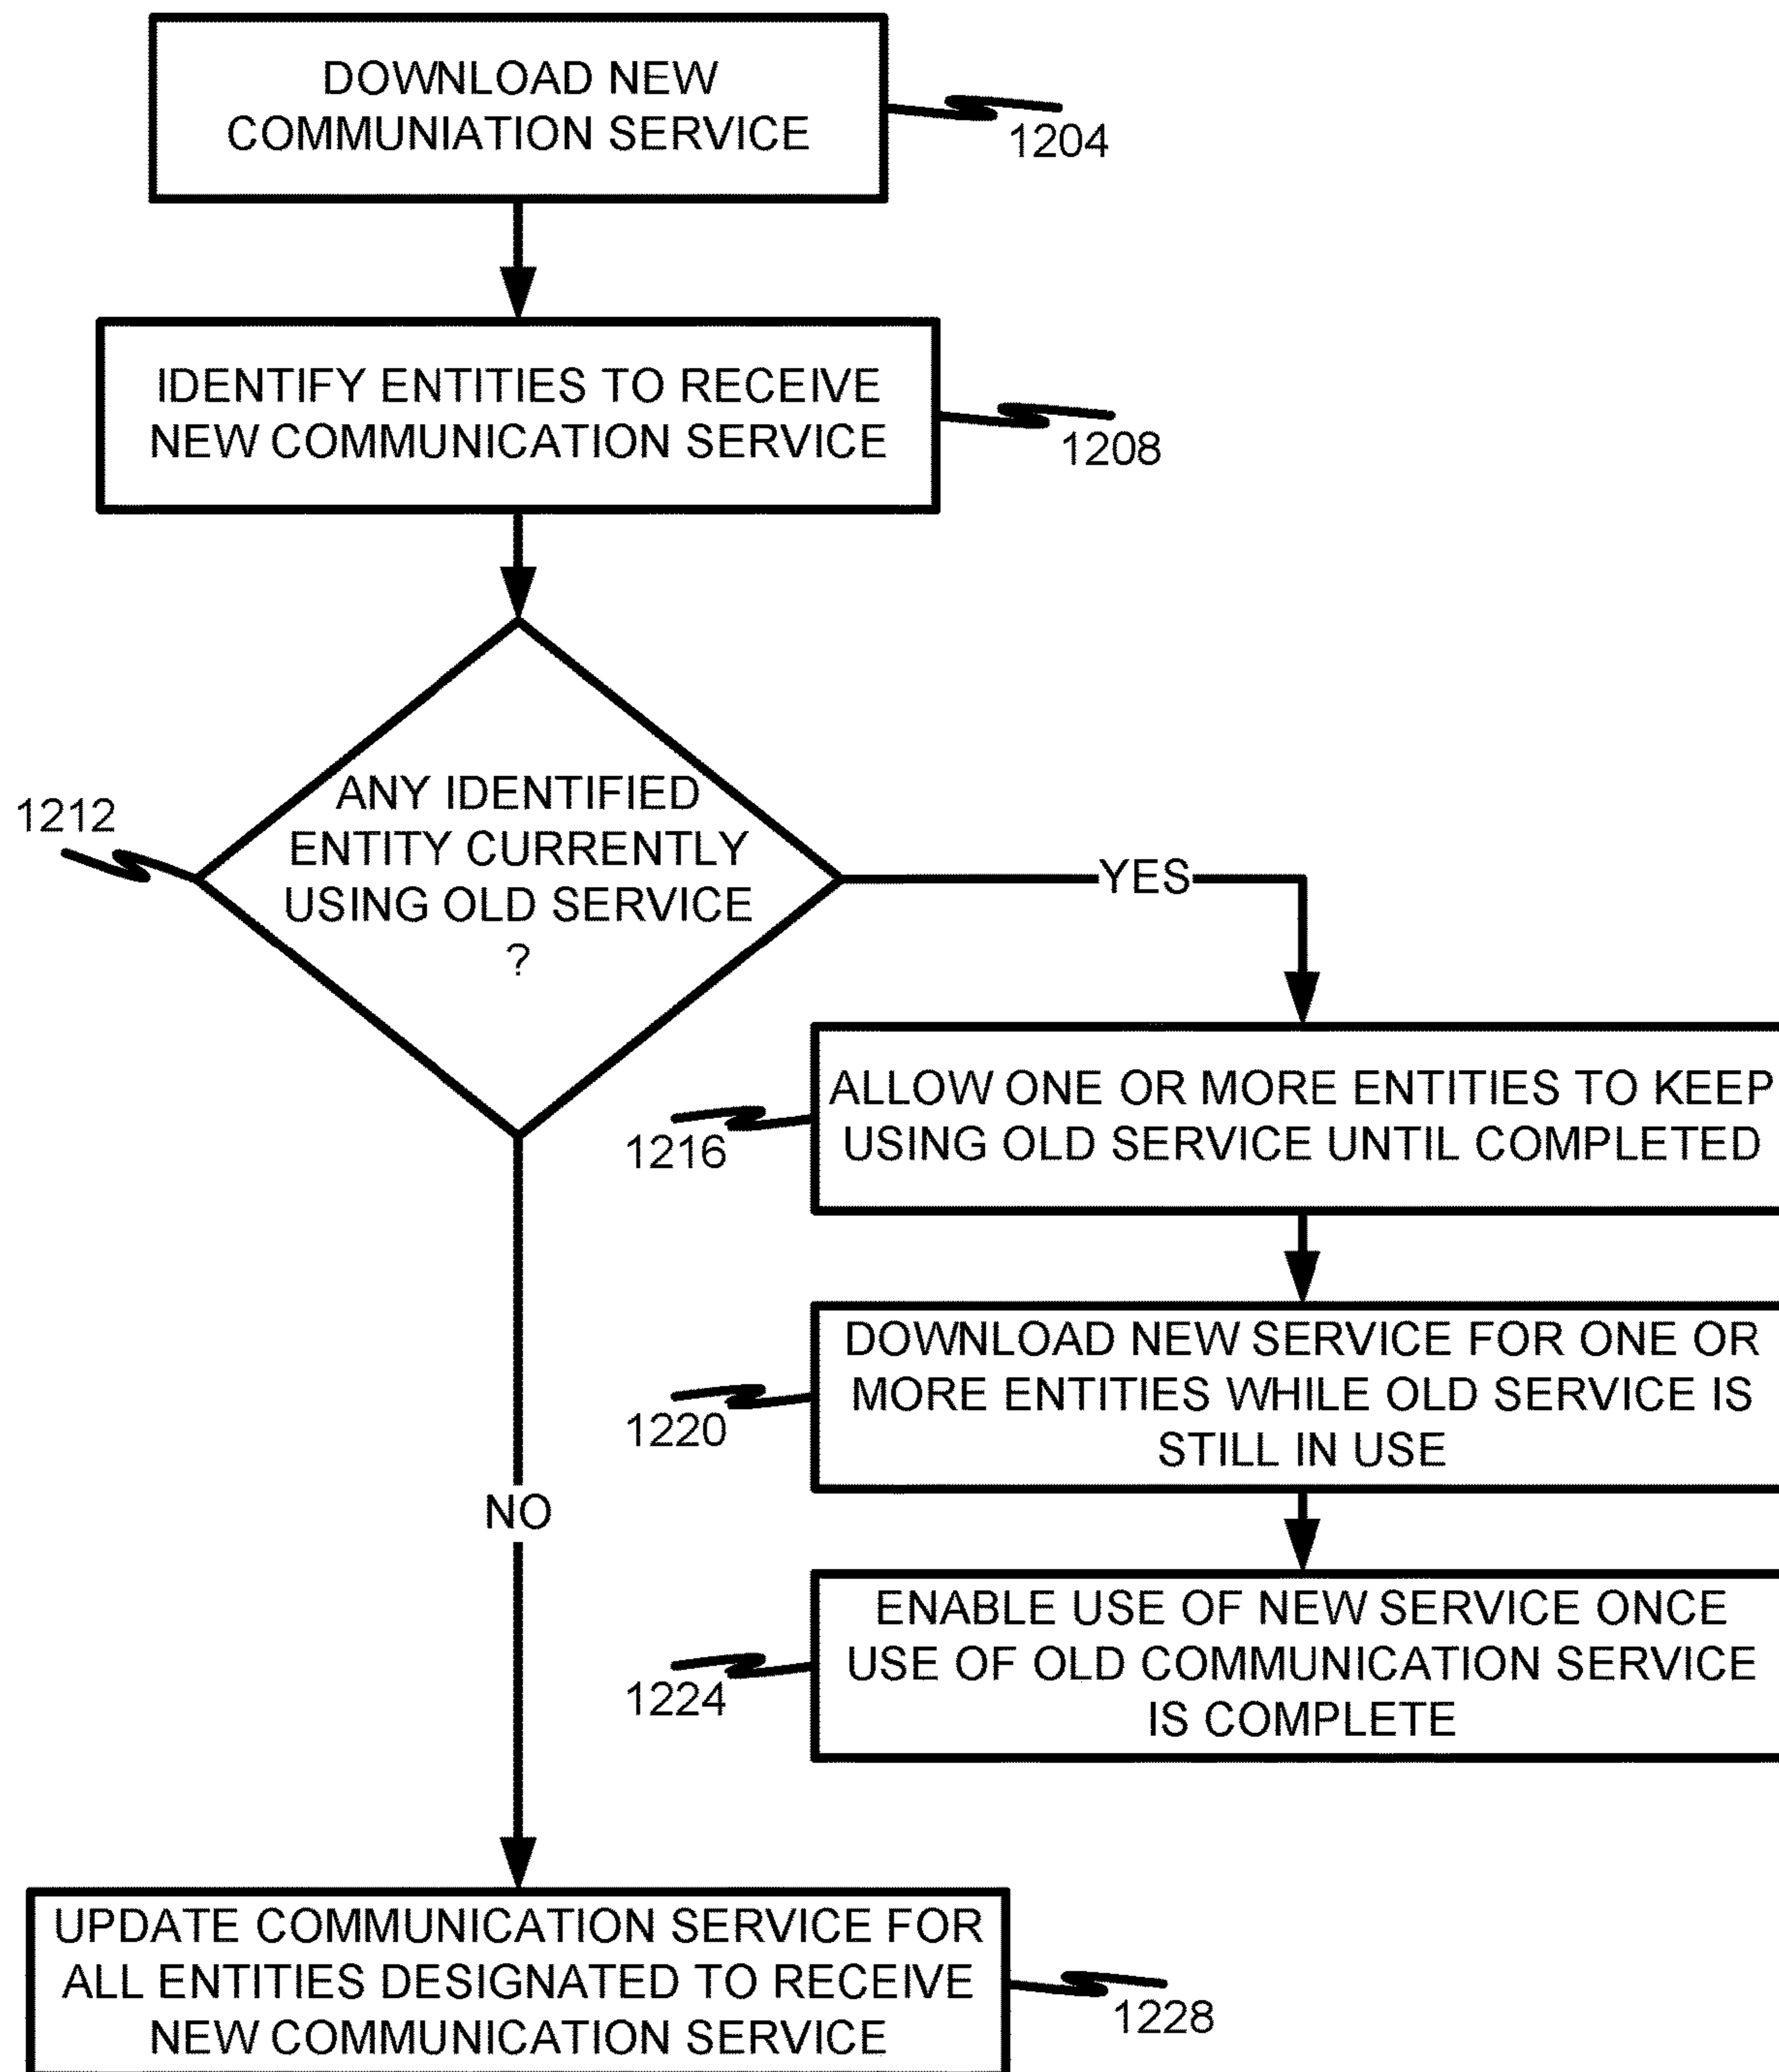 DOWNLOAD NEW
COMMUNIATION SERVICE
1204
IDENTIFY ENTITIES TO RECEIVE
NEW COMMUNICATION SERVICE
1208
ANY IDENTIFIED
ENTITY CURRENTLY
USING OLD SERVICE
?
1212
YES
ALLOW ONE OR MORE ENTITIES TO KEEP
USING OLD SERVICE UNTIL COMPLETED
1216
DOWNLOAD NEW SERVICE FOR ONE OR
MORE ENTITIES WHILE OLD SERVICE IS
STILL IN USE
1220
ENABLE USE OF NEW SERVICE ONCE
USE OF OLD COMMUNICATION SERVICE
IS COMPLETE
1224
NO
UPDATE COMMUNICATION SERVICE FOR
ALL ENTITIES DESIGNATED TO RECEIVE
NEW COMMUNICATION SERVICE
1228